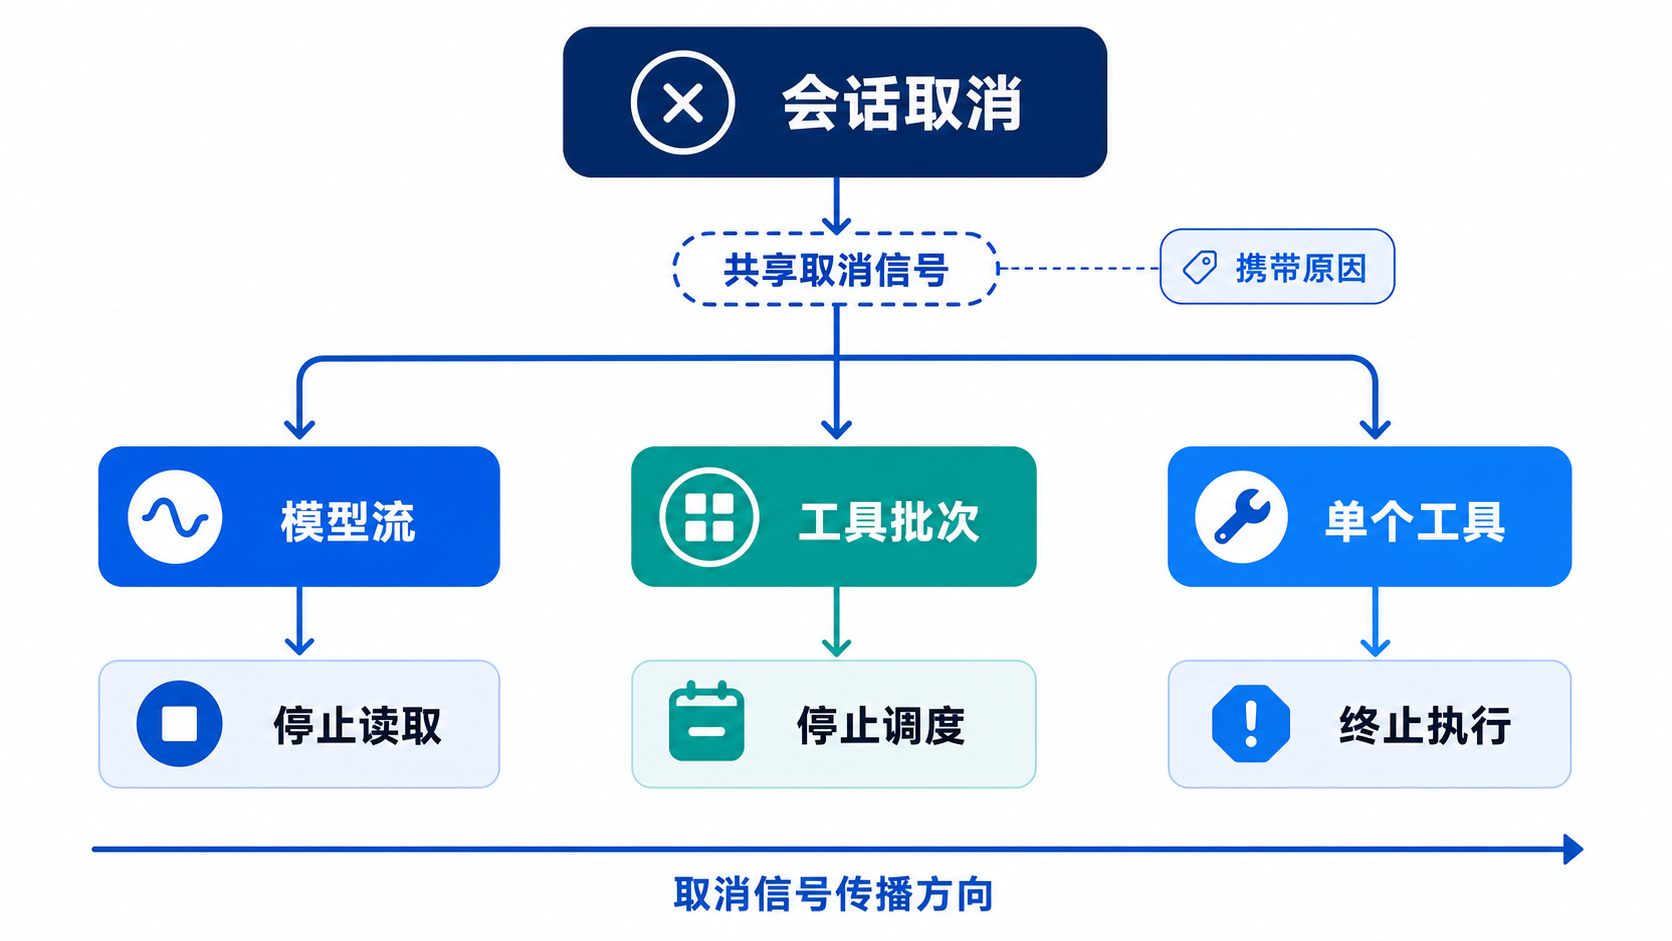 会话取消
共享取消信号
携带原因
模型流
工具批次
单个工具
停止读取
停止调度
终止执行
取消信号传播方向